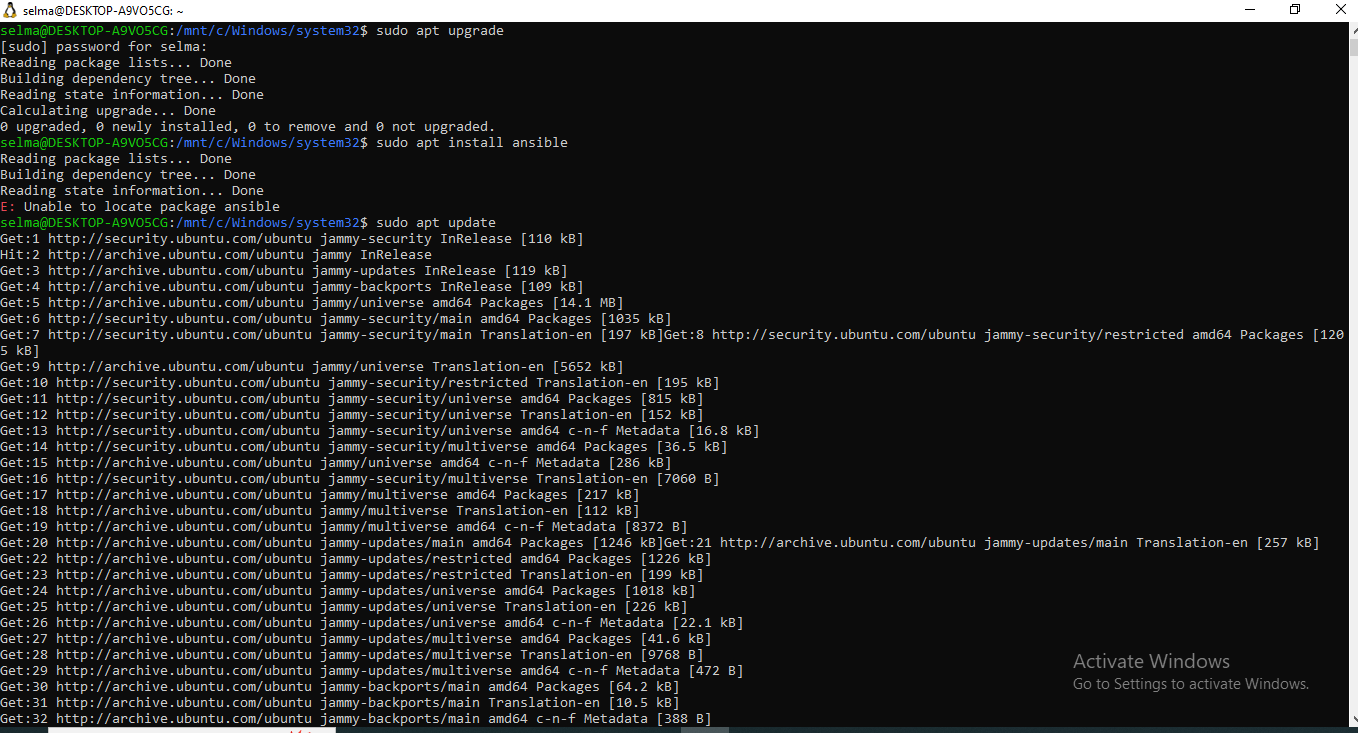 selma@DESKTOP-A9VO5CG: ~
selma@DESKTOP-A9VO5CG:/mnt/c/Windows/system32$ sudo apt upgrade
[sudo] password for selma:
Reading package lists... Done
Building dependency tree... Done
Reading state information... Done
Calculating upgrade... Done
0 upgraded, 0 newly installed, 0 to remove and 0 not upgraded.
selma@DESKTOP-A9VO5CG:/mnt/c/Windows/system32$ sudo apt install ansible
Reading package lists... Done
Building dependency tree... Done
Reading state information... Done
E: Unable to locate package ansible
selma@DESKTOP-A9VO5CG:/mnt/c/Windows/system32$ sudo apt update
Get:1 http://security.ubuntu.com/ubuntu jammy-security InRelease [110 kB]
Hit:2 http://archive.ubuntu.com/ubuntu jammy InRelease
Get:3 http://archive.ubuntu.com/ubuntu jammy-updates InRelease [119 kB]
Get:4 http://archive.ubuntu.com/ubuntu jammy-backports InRelease [109 kB]
Get:5 http://archive.ubuntu.com/ubuntu jammy/universe amd64 Packages [14.1 MB]
Get:6 http://security.ubuntu.com/ubuntu jammy-security/main amd64 Packages [1035 kB]
Get:7 http://security.ubuntu.com/ubuntu jammy-security/main Translation-en [197 kB]Get:8 http://security.ubuntu.com/ubuntu jammy-security/restricted amd64 Packages [120
5 kB]
Get:9 http://archive.ubuntu.com/ubuntu jammy/universe Translation-en [5652 kB]
Get:10 http://security.ubuntu.com/ubuntu jammy-security/restricted Translation-en [195 kB]
Get:11 http://security.ubuntu.com/ubuntu jammy-security/universe amd64 Packages [815 kB]
Get:12 http://security.ubuntu.com/ubuntu jammy-security/universe Translation-en [152 kB]
Get:13 http://security.ubuntu.com/ubuntu jammy-security/universe amd64 c-n-f Metadata [16.8 kB]
Get:14 http://security.ubuntu.com/ubuntu jammy-security/multiverse amd64 Packages [36.5 kB]
Get:15 http://archive.ubuntu.com/ubuntu jammy/universe amd64 c-n-f Metadata [286 kB]
Get:16 http://security.ubuntu.com/ubuntu jammy-security/multiverse Translation-en [7060 B]
Get:17 http://archive.ubuntu.com/ubuntu jammy/multiverse amd64 Packages [217 kB]
Get:18 http://archive.ubuntu.com/ubuntu jammy/multiverse Translation-en [112 kB]
Get:19 http://archive.ubuntu.com/ubuntu jammy/multiverse amd64 c-n-f Metadata [8372 B]
Get:20 http://archive.ubuntu.com/ubuntu jammy-updates/main amd64 Packages [1246 kB]Get:21 http://archive.ubuntu.com/ubuntu jammy-updates/main Translation-en [257 kB]
Get:22 http://archive.ubuntu.com/ubuntu jammy-updates/restricted amd64 Packages [1226 kB]
Get:23 http://archive.ubuntu.com/ubuntu jammy-updates/restricted Translation-en [199 kB]
Get:24 http://archive.ubuntu.com/ubuntu jammy-updates/universe amd64 Packages [1018 kB]
Get:25 http://archive.ubuntu.com/ubuntu jammy-updates/universe Translation-en [226 kB]
Get:26 http://archive.ubuntu.com/ubuntu jammy-updates/universe amd64 c-n-f Metadata [22.1 kB]
Get:27 http://archive.ubuntu.com/ubuntu jammy-updates/multiverse amd64 Packages [41.6 kB]
Get:28 http://archive.ubuntu.com/ubuntu jammy-updates/multiverse Translation-en [9768 B]
Get:29 http://archive.ubuntu.com/ubuntu jammy-updates/multiverse amd64 c-n-f Metadata [472 B]
Get:30 http://archive.ubuntu.com/ubuntu jammy-backports/main amd64 Packages [64.2 kB]
Get:31 http://archive.ubuntu.com/ubuntu jammy-backports/main Translation-en [10.5 kB]
Get:32 http://archive.ubuntu.com/ubuntu jammy-backports/main amd64 c-n-f Metadata [388 B]
Activate Windows
Go to Settings to activate Windows.